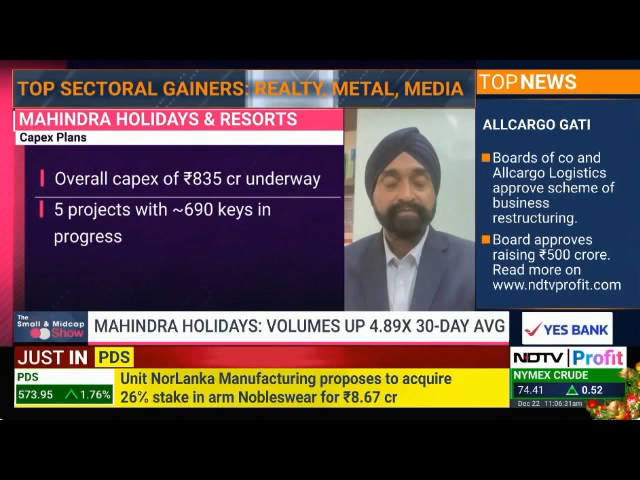 TOP SECTORAL GAINERS: REALTY, METAL, MEDIA
TOP NEWS
MAHINDRA HOLIDAYS & RESORTS
Capex Plans
Overall capex of ₹835 cr underway
5 projects with ~690 keys in
progress
ALLCARGO GATI
Boards of co and
Allcargo Logistics
approve scheme of
business
restructuring.
Board approves
raising ₹500 crore.
Read more on
www.ndtvprofit.com
The
Small & Midcap
Show
MAHINDRA HOLIDAYS: VOLUMES UP 4.89X 30-DAY AVG
YES BANK
JUST IN PDS
NDTV Profit
PDS
573.95 1.76%
Unit NorLanka Manufacturing proposes to acquire
26% stake in arm Nobleswear for ₹8.67 cr
NYMEX CRUDE
74.41 0.52
Dec 22 11:06:31am